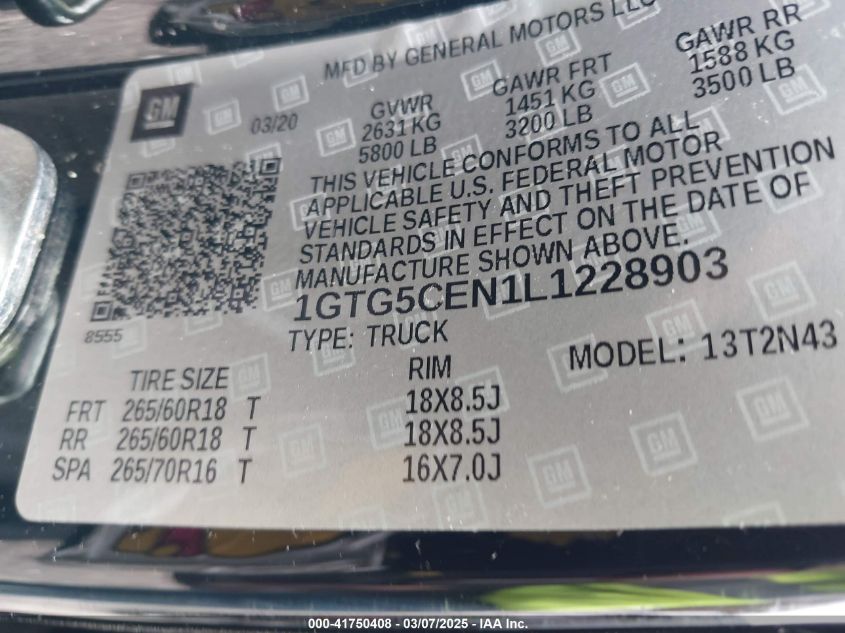 MFD BY GENERAL MOTORS LLC
GM
03/20
GVWR
2631 KG
5800 LB
GAWR FRT
1451 KG
3200 LB
GAWR RR
1588 KG
3500 LB
THIS VEHICLE CONFORMS TO ALL
APPLICABLE U.S. FEDERAL MOTOR
VEHICLE SAFETY AND THEFT PREVENTION
STANDARDS IN EFFECT ON THE DATE OF
MANUFACTURE SHOWN ABOVE.
1GTG5CEN1L1228903
8555
TYPE: TRUCK
MODEL: 13T2N43
TIRE SIZE RIM
FRT 265/60R18 T 18X8.5J
RR 265/60R18 T 18X8.5J
SPA 265/70R16 T 16X7.0J
000-41750408 - 03/07/2025 - IAA Inc.